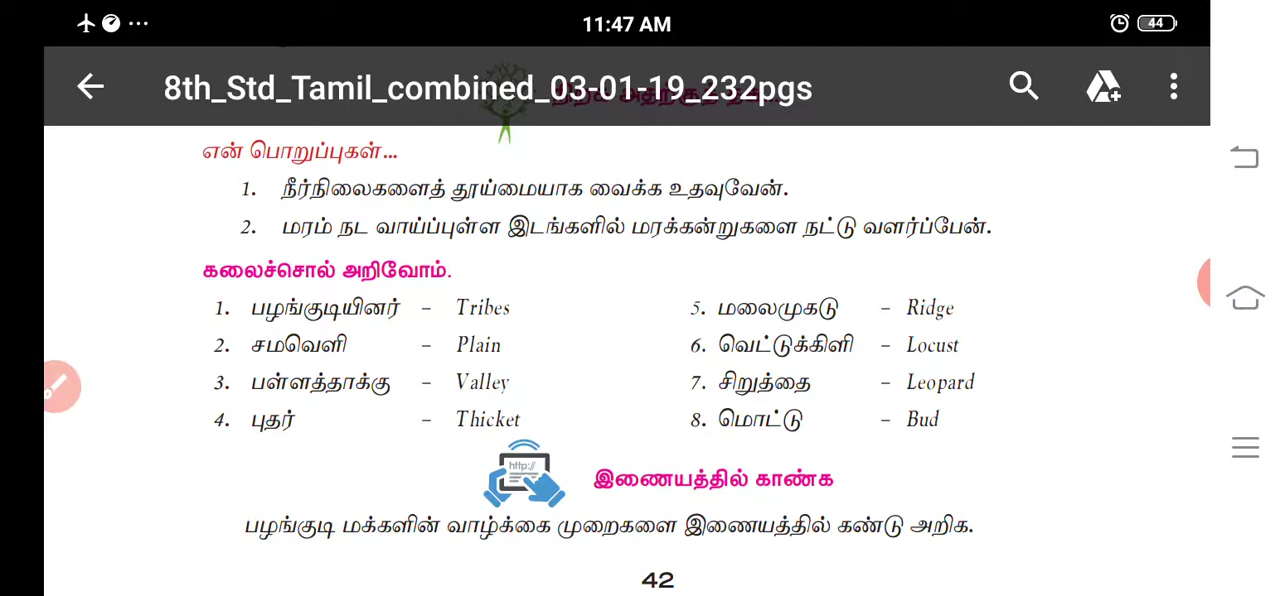 11:47 AM
44
8th_Std_Tamil_combined_03-01-19_232pgs
என் பொறுப்புகள்...
1. நீர்நிலைகளைத் தூய்மையாக வைக்க உதவுவேன்.
2. மரம் நட வாய்ப்புள்ள இடங்களில் மரக்கன்றுகளை நட்டு வளர்ப்பேன்.
கலைச்சொல் அறிவோம்.
1. பழங்குடியினர் – Tribes
2. சமவெளி – Plain
3. பள்ளத்தாக்கு – Valley
4. புதர் – Thicket
5. மலைமுகடு – Ridge
6. வெட்டுக்கிளி – Locust
7. சிறுத்தை – Leopard
8. மொட்டு – Bud
http://
இணையத்தில் காண்க
பழங்குடி மக்களின் வாழ்க்கை முறைகளை இணையத்தில் கண்டு அறிக.
42